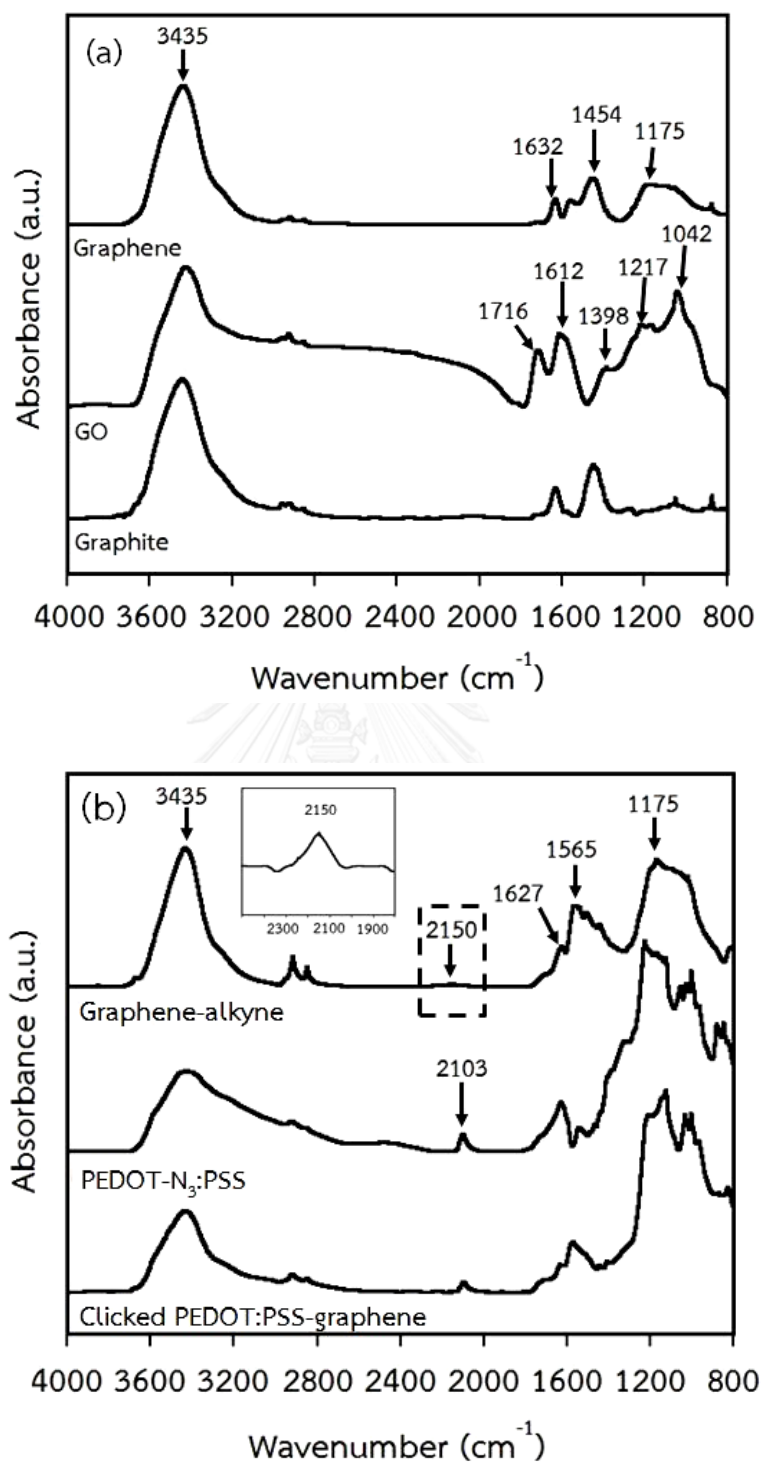 (a)
3435
1632
1454
1175
Graphene
1716
1612
1398
1217
1042
GO
Graphite
Absorbance (a.u.)
4000 3600 3200 2800 2400 2000 1600 1200 800
Wavenumber (cm⁻¹)
(b)
3435
2150
2300 2100 1900
2150
1627
1565
1175
Graphene-alkyne
2103
PEDOT-N₃:PSS
Clicked PEDOT:PSS-graphene
Absorbance (a.u.)
4000 3600 3200 2800 2400 2000 1600 1200 800
Wavenumber (cm⁻¹)